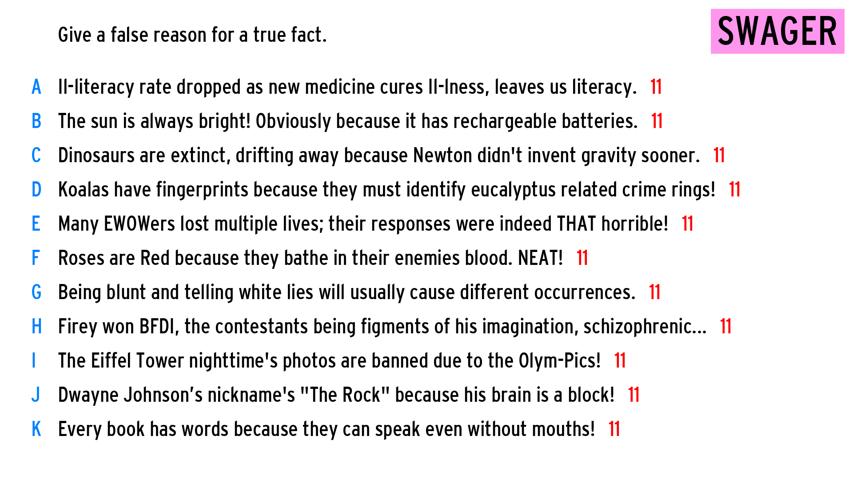 Give a false reason for a true fact.
SWAGER
A Il-literacy rate dropped as new medicine cures Il-lness, leaves us literacy. 11
B The sun is always bright! Obviously because it has rechargeable batteries. 11
C Dinosaurs are extinct, drifting away because Newton didn't invent gravity sooner. 11
D Koalas have fingerprints because they must identify eucalyptus related crime rings! 11
E Many EWOWers lost multiple lives; their responses were indeed THAT horrible! 11
F Roses are Red because they bathe in their enemies blood. NEAT! 11
G Being blunt and telling white lies will usually cause different occurrences. 11
H Firey won BFDI, the contestants being figments of his imagination, schizophrenic... 11
I The Eiffel Tower nighttime's photos are banned due to the Olym-Pics! 11
J Dwayne Johnson’s nickname's "The Rock" because his brain is a block! 11
K Every book has words because they can speak even without mouths! 11